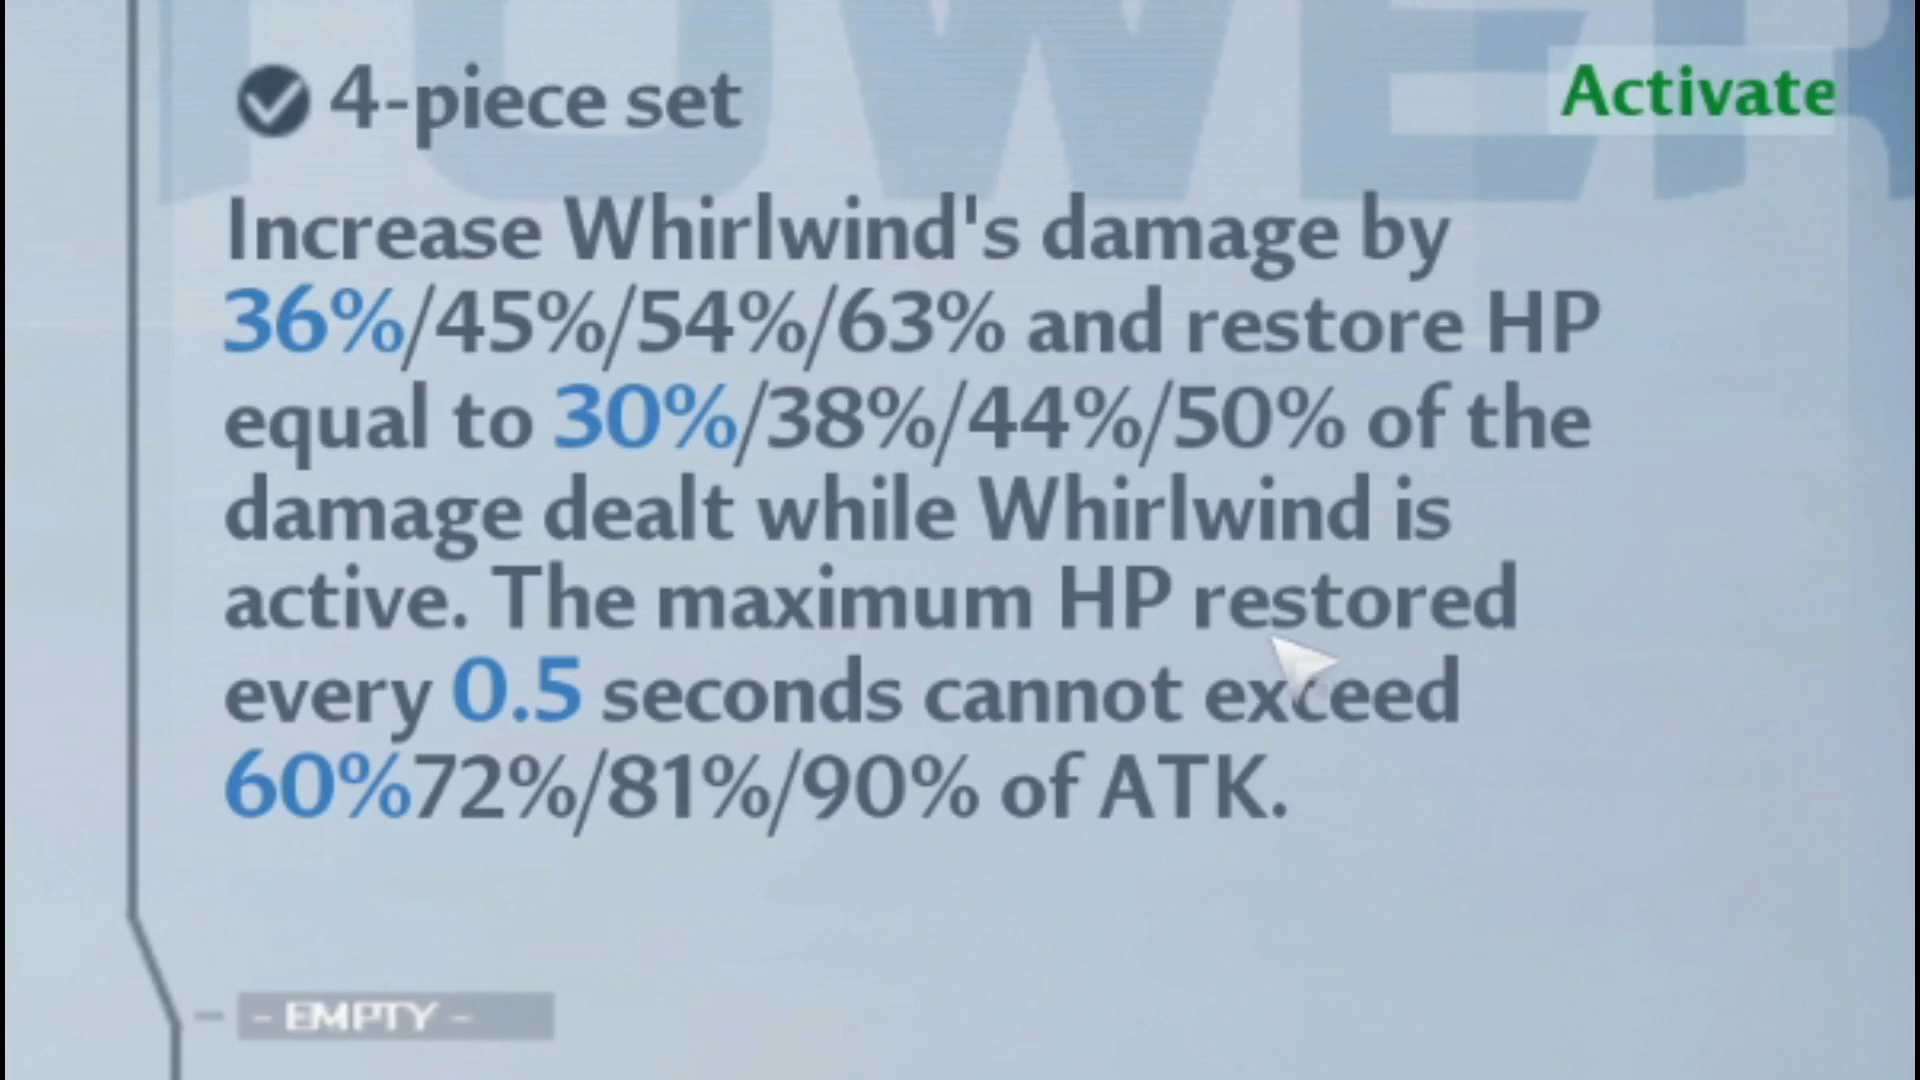 TOWER
4-piece set
Activate
Increase Whirlwind's damage by
36%/45%/54%/63% and restore HP
equal to 30%/38%/44%/50% of the
damage dealt while Whirlwind is
active. The maximum HP restored
every 0.5 seconds cannot exceed
60%72%/81%/90% of ATK.
- EMPTY -